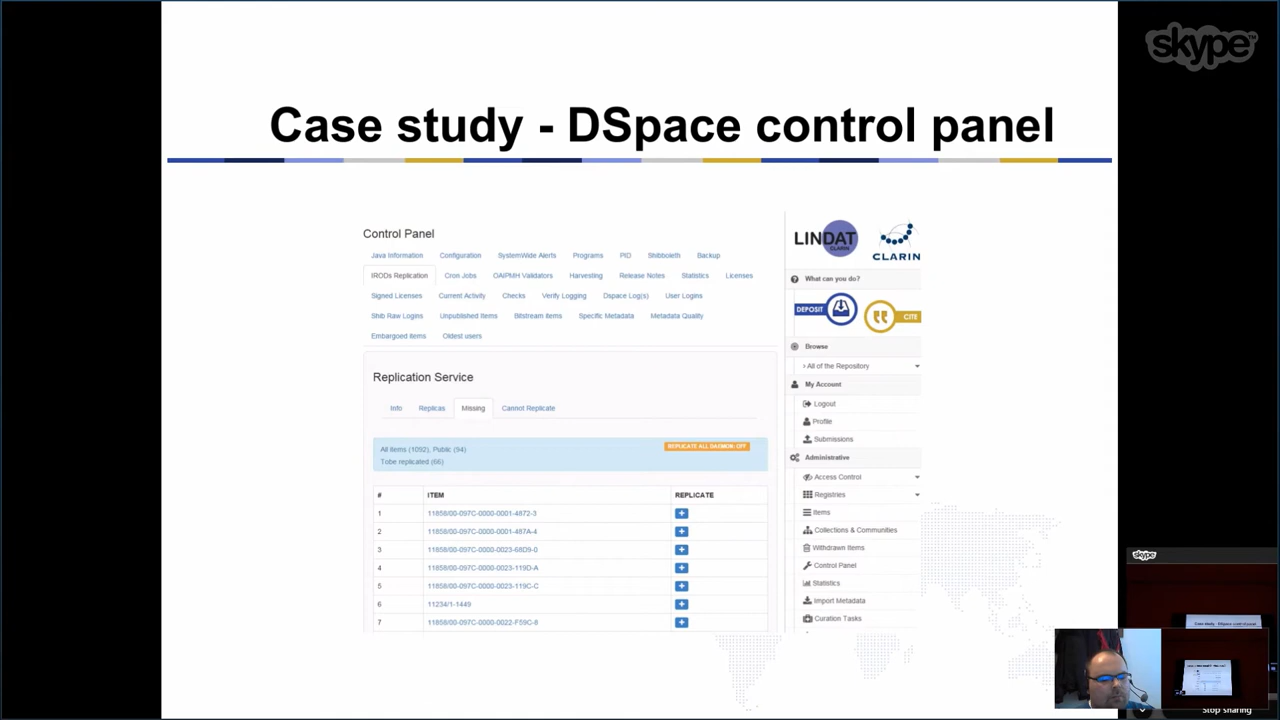 skype
Case study - DSpace control panel
Control Panel
Java Information Configuration SystemWide Alerts Programs PID Shibboleth Backup
IRODs Replication Cron Jobs OAIPMH Validators Harvesting Release Notes Statistics Licenses
Signed Licenses Current Activity Checks Verify Logging Dspace Log(s) User Logins
Shib Raw Logins Unpublished Items Bitstream items Specific Metadata Metadata Quality
Embargoed items Oldest users
Replication Service
Info Replicas Missing Cannot Replicate
All items (1092), Public (94)
REPLICATE ALL DAEMON: OFF
Tobe replicated (66)
# ITEM REPLICATE
1 11858/00-097C-0000-0001-4872-3
2 11858/00-097C-0000-0001-487A-4
3 11858/00-097C-0000-0023-68D9-0
4 11858/00-097C-0000-0023-119D-A
5 11858/00-097C-0000-0023-119C-C
6 11234/1-1449
7 11858/00-097C-0000-0022-F59C-8
LINDAT
CLARIN
CLARIN
What can you do?
DEPOSIT
CITE
Browse
> All of the Repository
My Account
Logout
Profile
Submissions
Administrative
Access Control
Registries
Items
Collections & Communities
Withdrawn Items
Control Panel
Statistics
Import Metadata
Curation Tasks
skype
Case study - DSpace control panel
Stop sharing